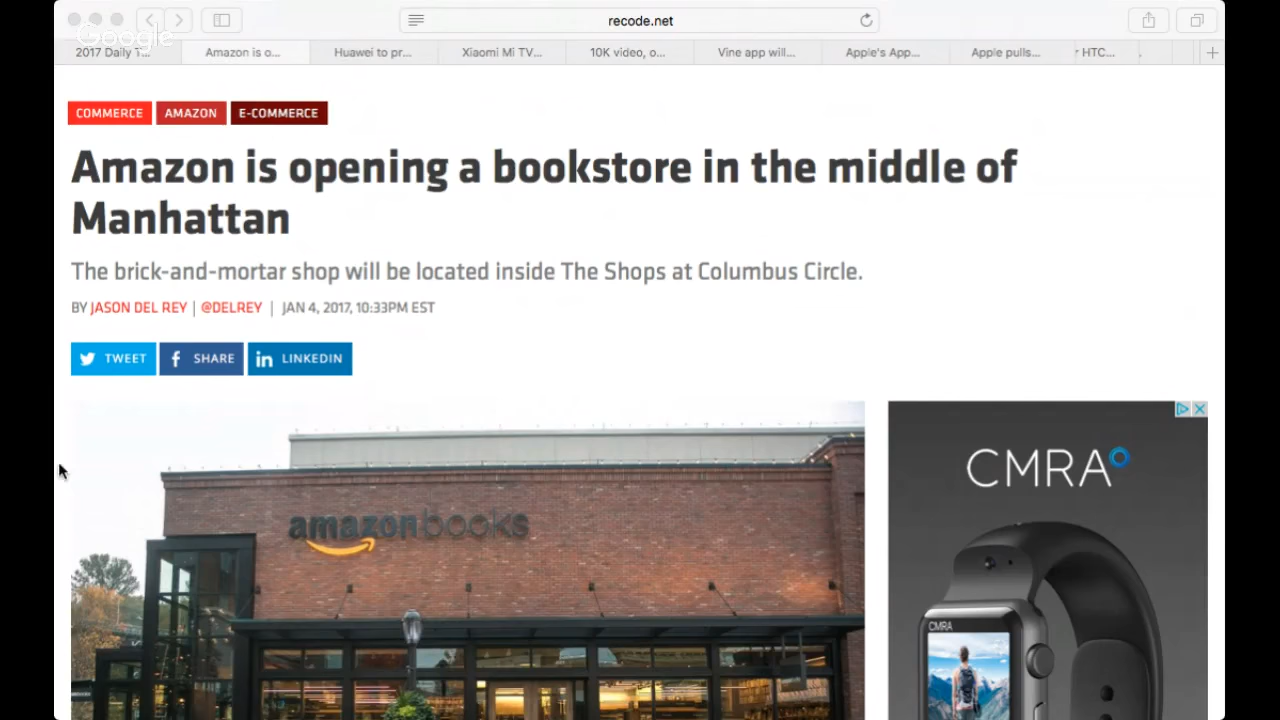 recode.net
Google
2017 Daily T...
Amazon is o...
Huawei to pr...
Xiaomi Mi TV...
10K video, o...
Vine app will...
Apple's App...
Apple pulls...
r HTC...
COMMERCE
AMAZON
E-COMMERCE
Amazon is opening a bookstore in the middle of
Manhattan
The brick-and-mortar shop will be located inside The Shops at Columbus Circle.
BY JASON DEL REY | @DELREY | JAN 4, 2017, 10:33PM EST
TWEET
SHARE
LINKEDIN
amazonbooks
CMRA
CMRA